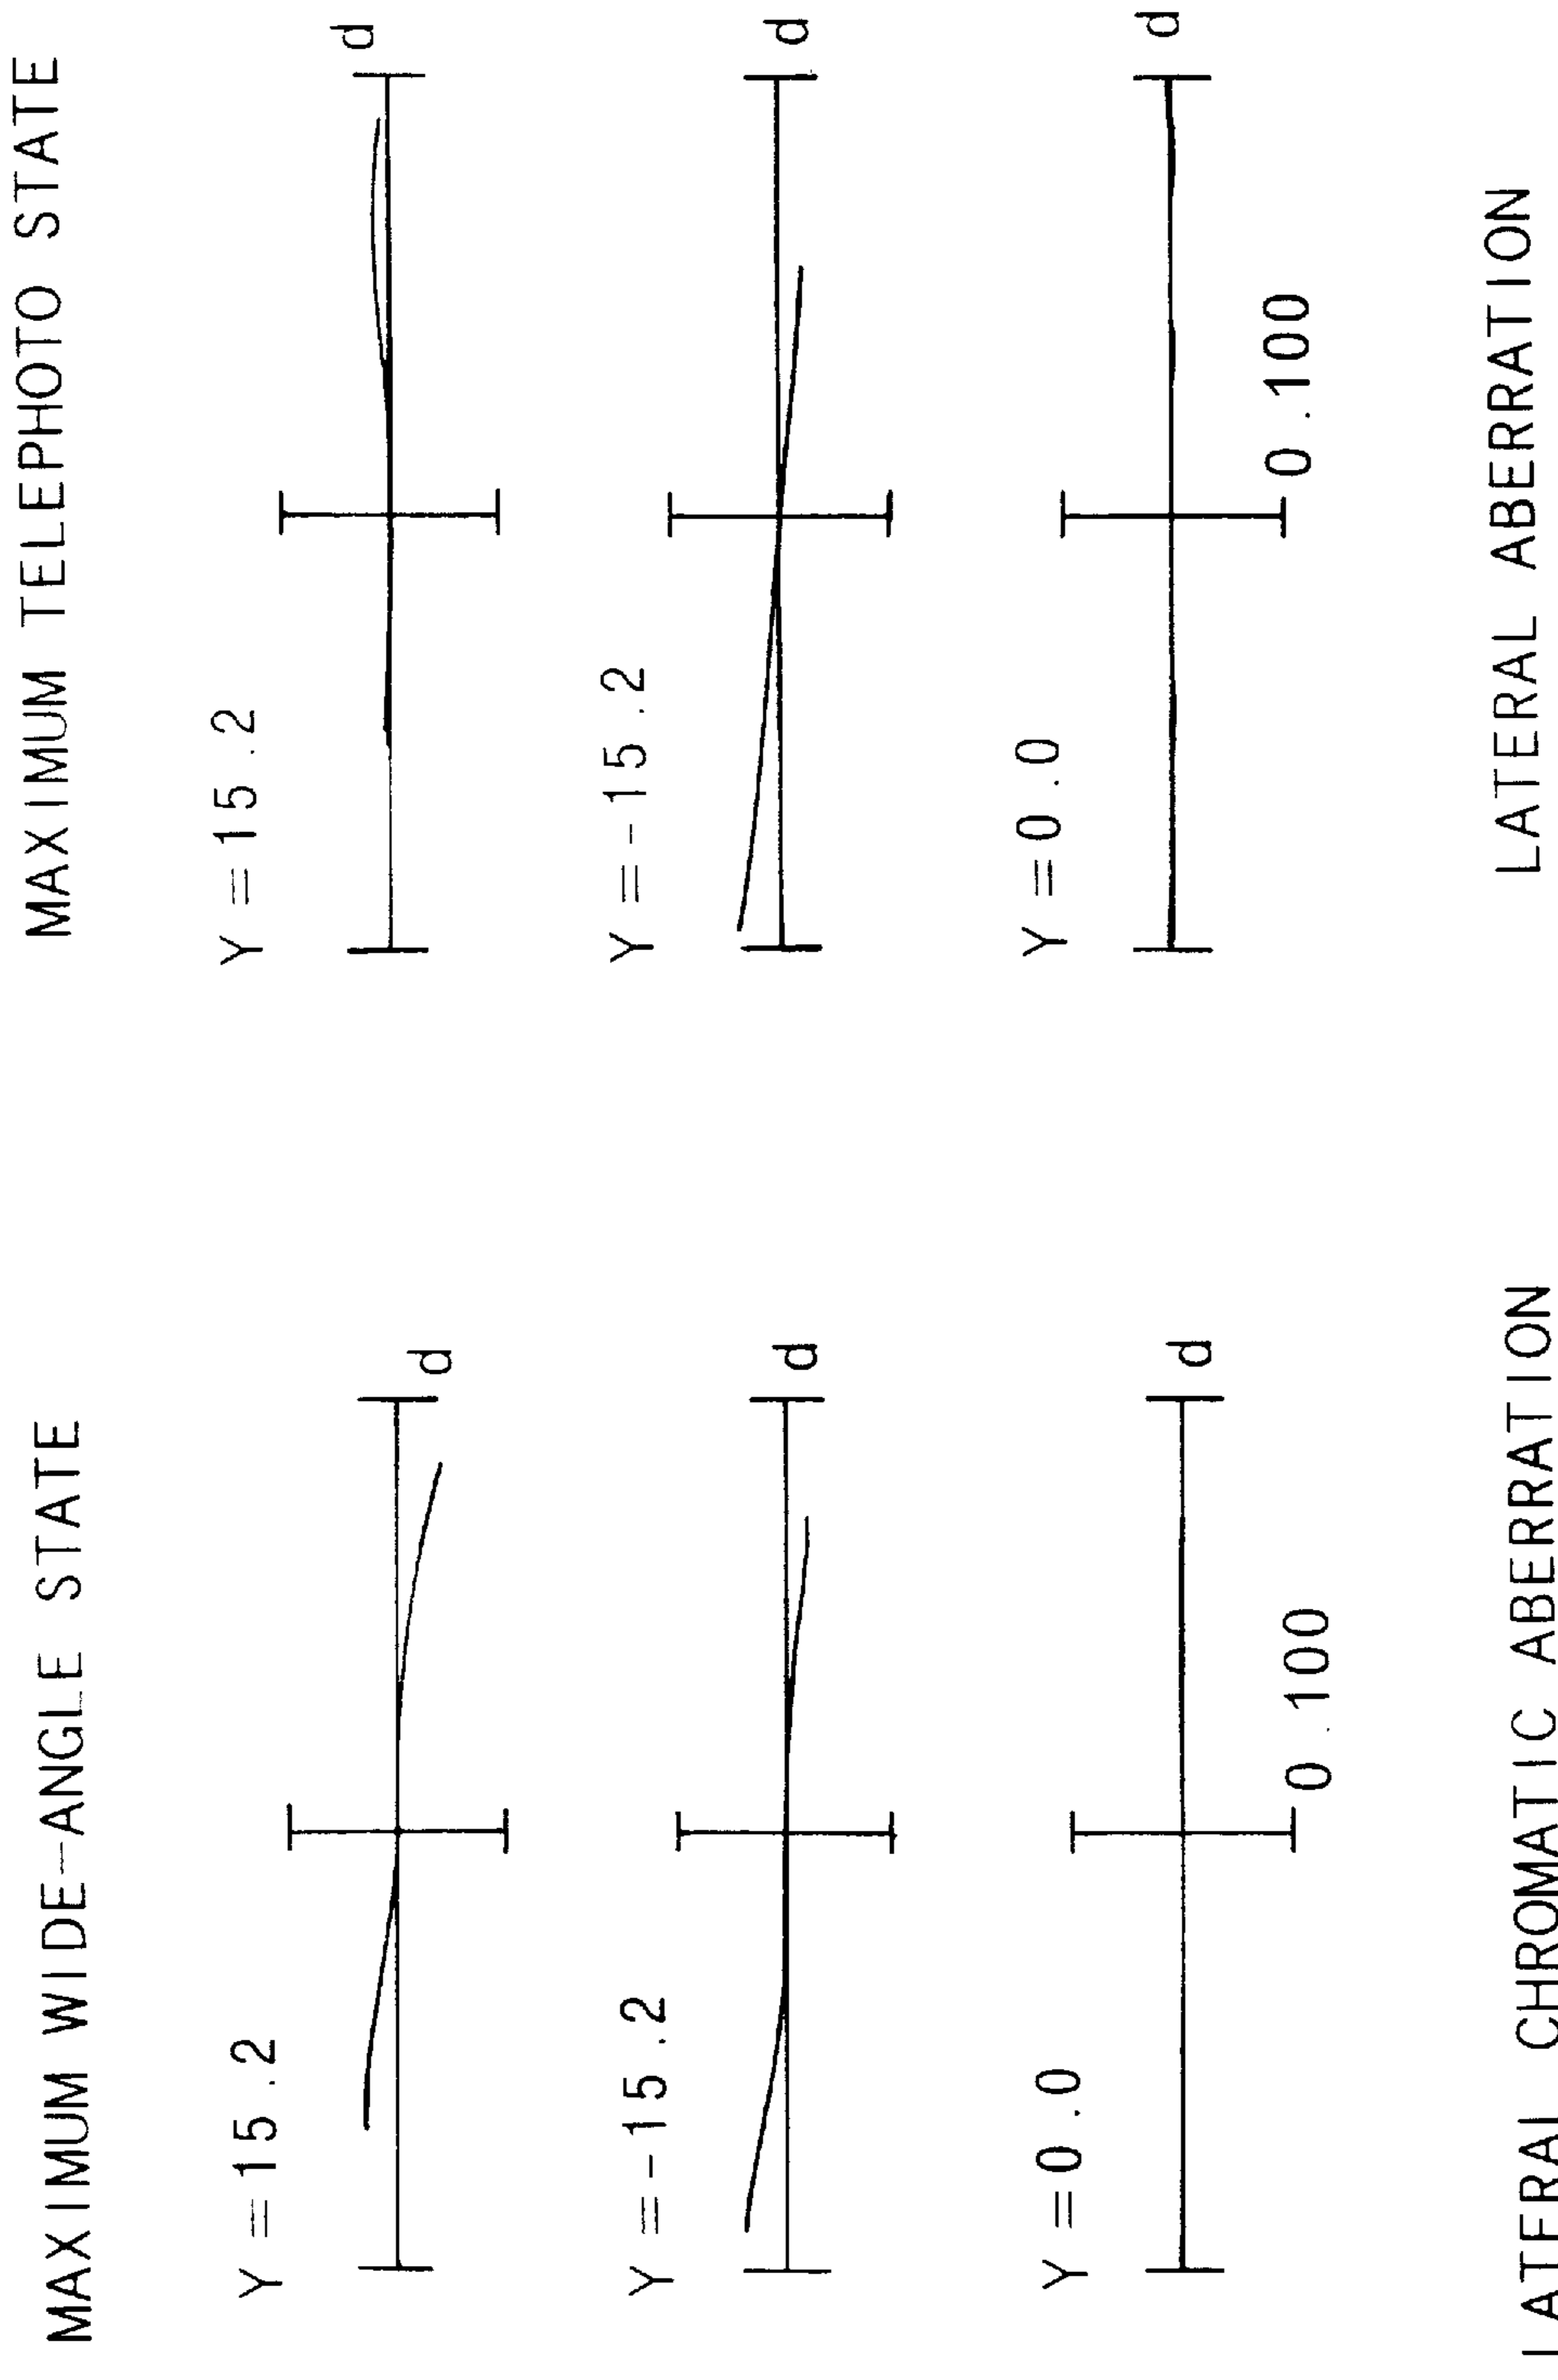 MAXIMUM WIDE-ANGLE STATE
Y=15.2
d
Y=-15.2
d
Y=0.0
d
0.100
LATERAL CHROMATIC ABERRATION
MAXIMUM TELEPHOTO STATE
Y=15.2
d
Y=-15.2
d
Y=0.0
d
0.100
LATERAL ABERRATION